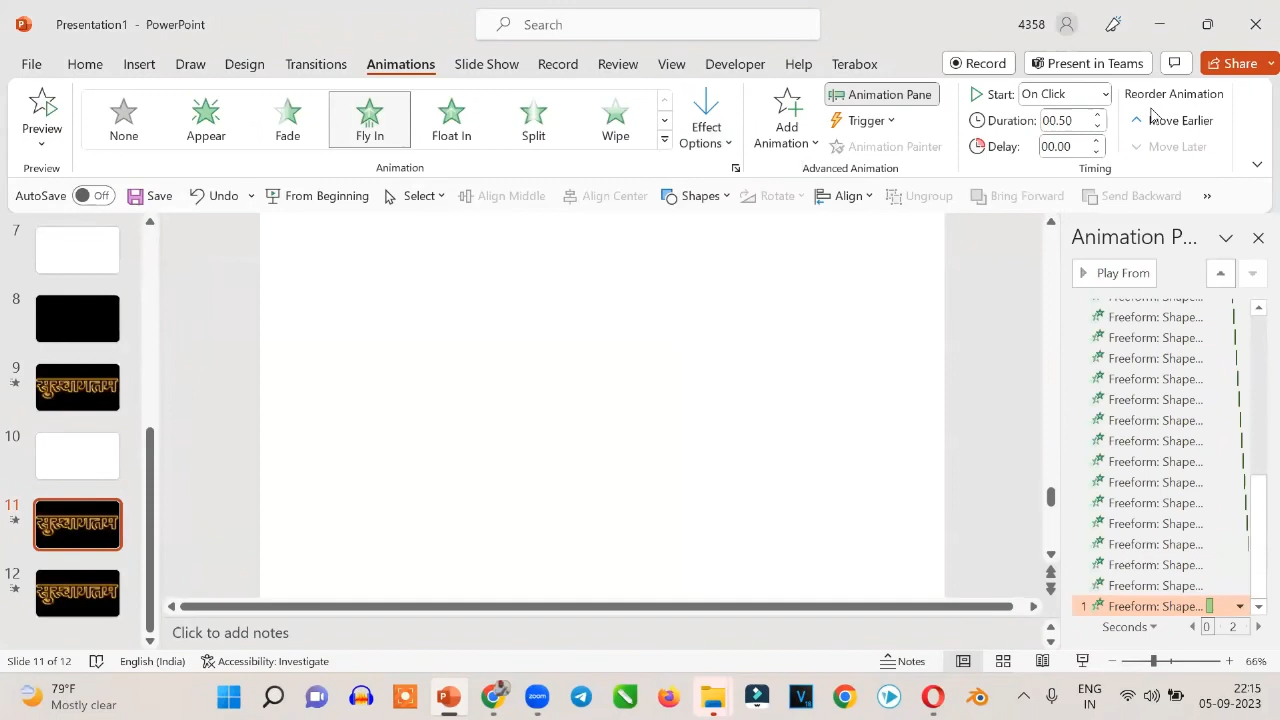 Presentation1 - PowerPoint
Search
4358
File Home Insert Draw Design Transitions Animations Slide Show Record Review View Developer Help Terabox
Record Present in Teams Share
Preview None Appear Fade Fly In Float In Split Wipe Effect Options Add Animation
Animation Pane
Trigger
Animation Painter
Start: On Click
Duration: 00.50
Delay: 00.00
Reorder Animation
Move Earlier
Move Later
Preview Animation Advanced Animation Timing
AutoSave Off Save Undo From Beginning Select Align Middle Align Center Shapes Rotate Align Ungroup Bring Forward Send Backward
7
8
9
सुस्वागतम
10
11
सुस्वागतम
12
सुस्वागतम
Animation P...
Play From
Freeform: Shape...
Freeform: Shape...
Freeform: Shape...
Freeform: Shape...
Freeform: Shape...
Freeform: Shape...
Freeform: Shape...
Freeform: Shape...
Freeform: Shape...
Freeform: Shape...
Freeform: Shape...
Freeform: Shape...
Freeform: Shape...
Freeform: Shape...
1 Freeform: Shape...
Seconds 0 2
Click to add notes
Slide 11 of 12 English (India) Accessibility: Investigate Notes 66%
79°F
Mostly clear
zoom
ENG
IN
22:15
05-09-2023